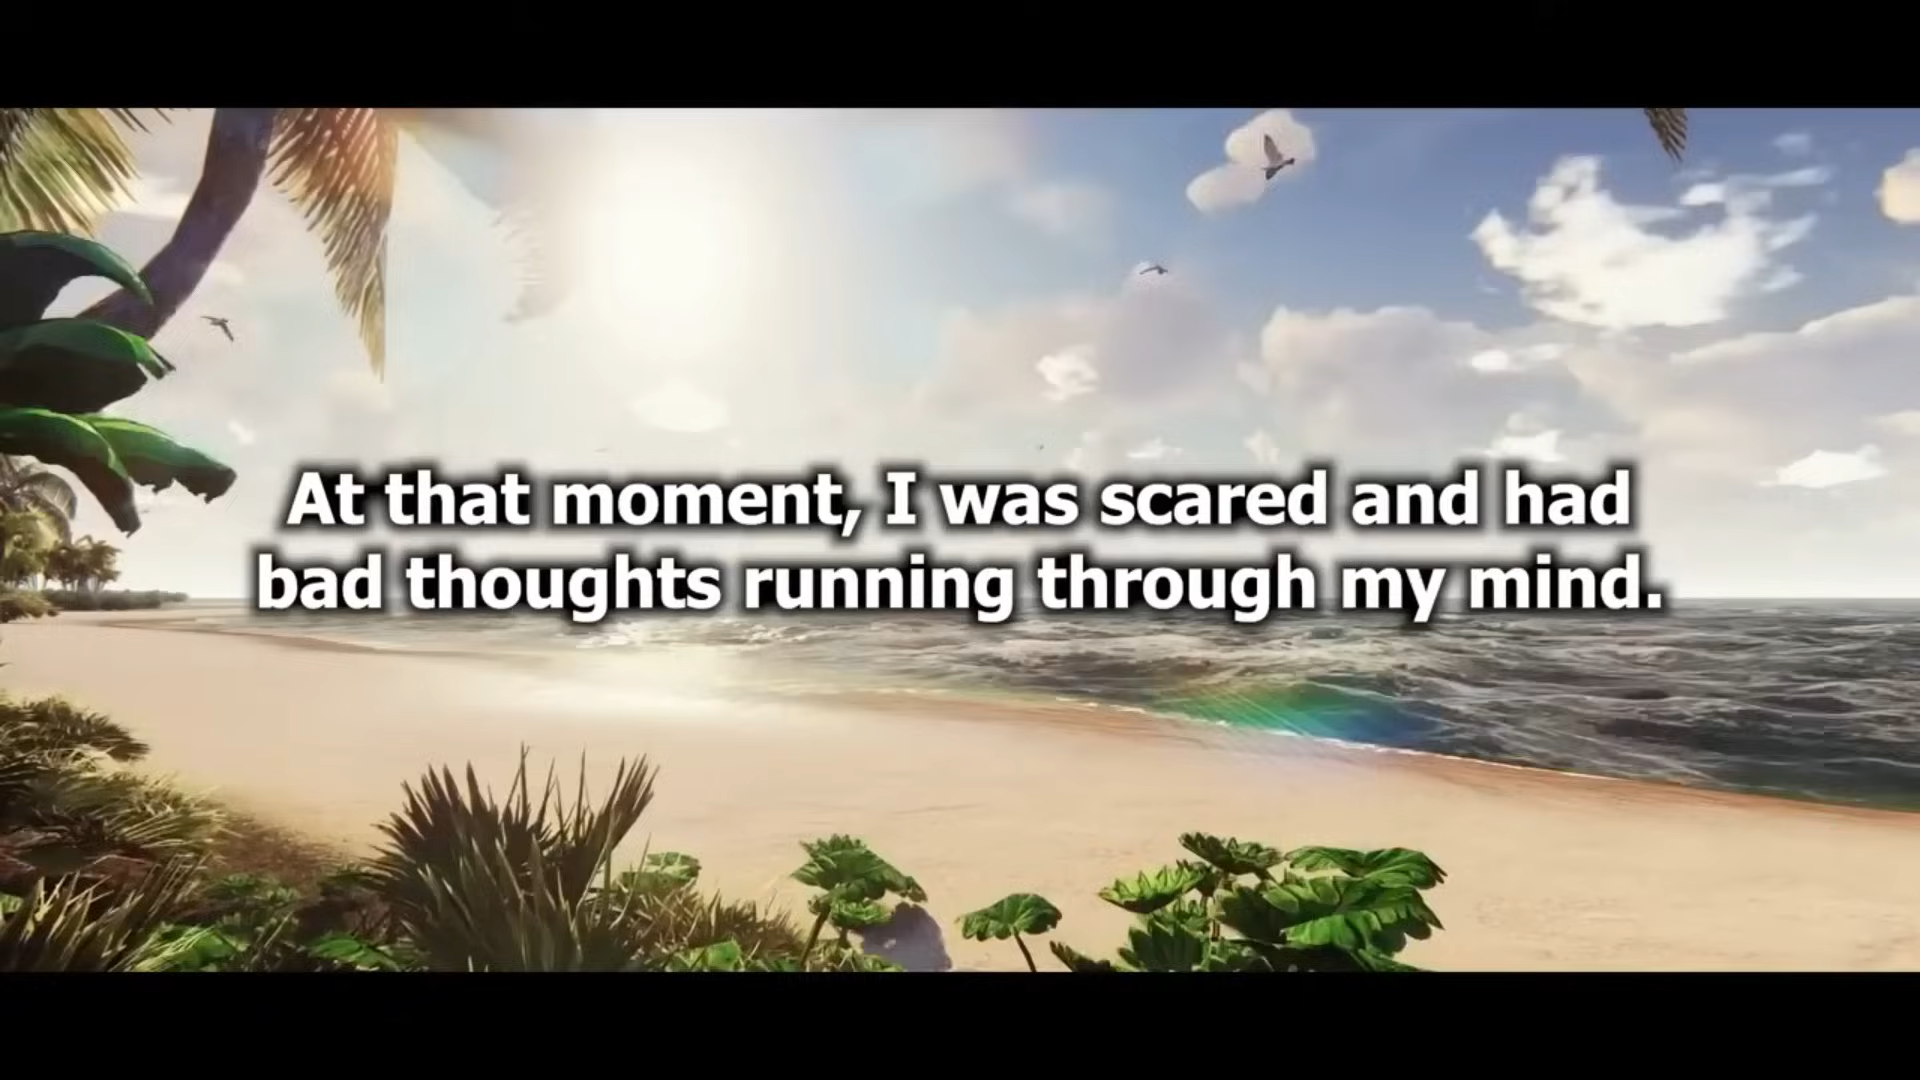 At that moment, I was scared and had
bad thoughts running through my mind.